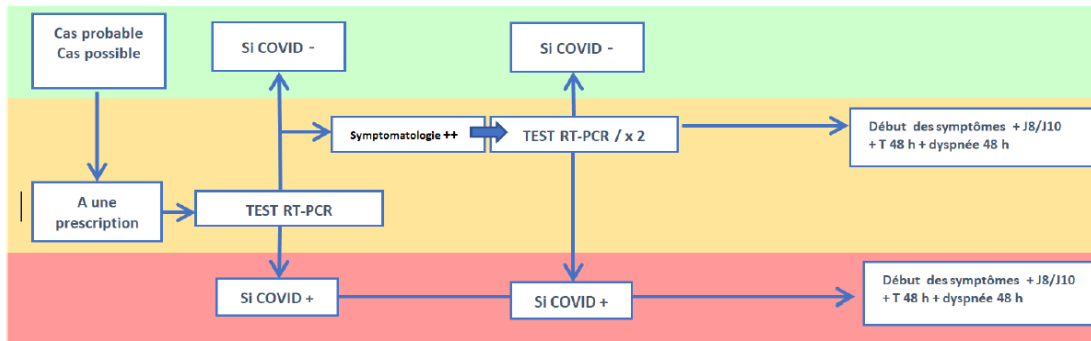 Cas probable
Cas possible
Si COVID -
Si COVID -
Symptomatologie ++
TEST RT-PCR / x 2
Début des symptômes + J8/J10
+ T 48 h + dyspnée 48 h
A une
prescription
TEST RT-PCR
Si COVID +
Si COVID +
Début des symptômes + J8/J10
+ T 48 h + dyspnée 48 h